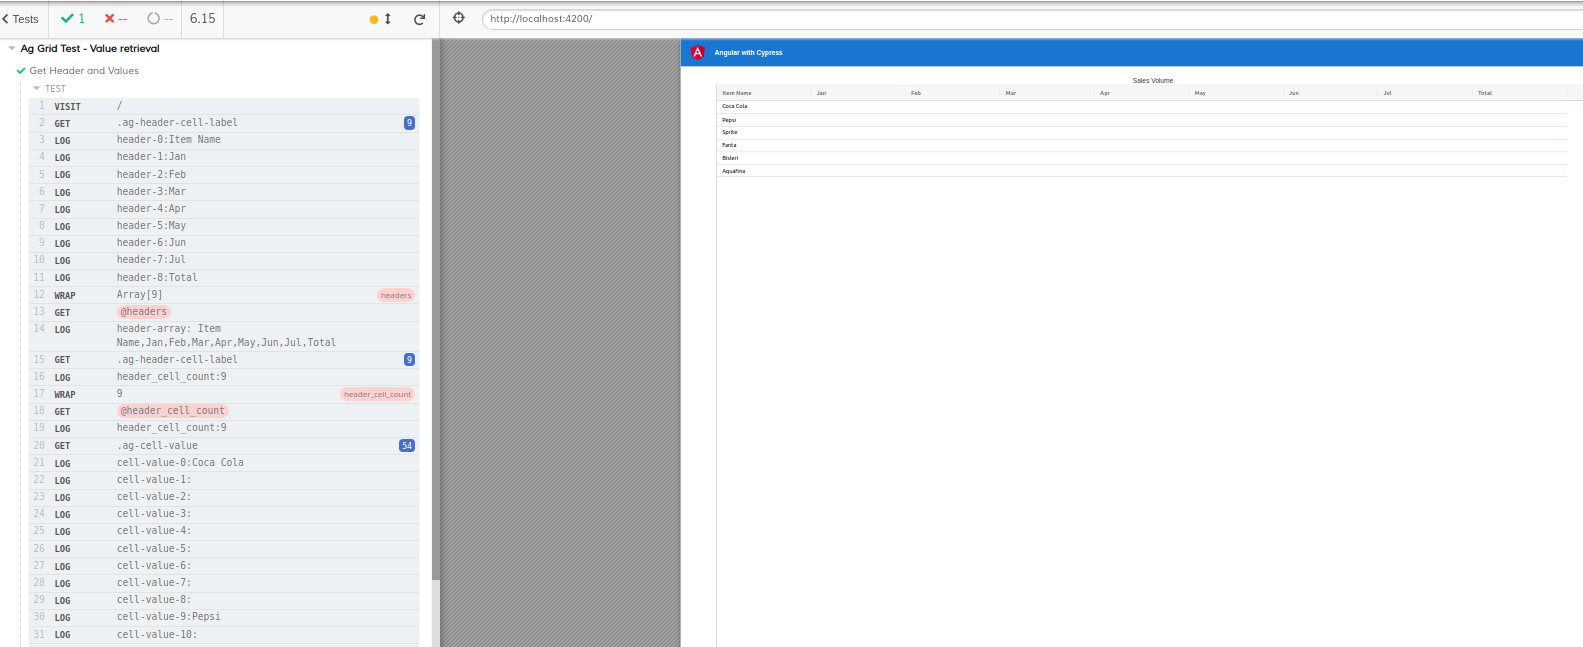 Tests
1
--
--
6.15
http://localhost:4200/
Ag Grid Test - Value retrieval
Get Header and Values
TEST
1 VISIT /
2 GET .ag-header-cell-label 9
3 LOG header-0:Item Name
4 LOG header-1:Jan
5 LOG header-2:Feb
6 LOG header-3:Mar
7 LOG header-4:Apr
8 LOG header-5:May
9 LOG header-6:Jun
10 LOG header-7:Jul
11 LOG header-8:Total
12 WRAP Array[9] headers
13 GET @headers
14 LOG header-array: Item
Name,Jan,Feb,Mar,Apr,May,Jun,Jul,Total
15 GET .ag-header-cell-label 9
16 LOG header_cell_count:9
17 WRAP 9 header_cell_count
18 GET @header_cell_count
19 LOG header_cell_count:9
20 GET .ag-cell-value 54
21 LOG cell-value-0:Coca Cola
22 LOG cell-value-1:
23 LOG cell-value-2:
24 LOG cell-value-3:
25 LOG cell-value-4:
26 LOG cell-value-5:
27 LOG cell-value-6:
28 LOG cell-value-7:
29 LOG cell-value-8:
30 LOG cell-value-9:Pepsi
31 LOG cell-value-10:
A
Angular with Cypress
Sales Volume
Item Name Jan Feb Mar Apr May Jun Jul Total
Coca Cola
Pepsi
Sprite
Fanta
Bisleri
Aquafina